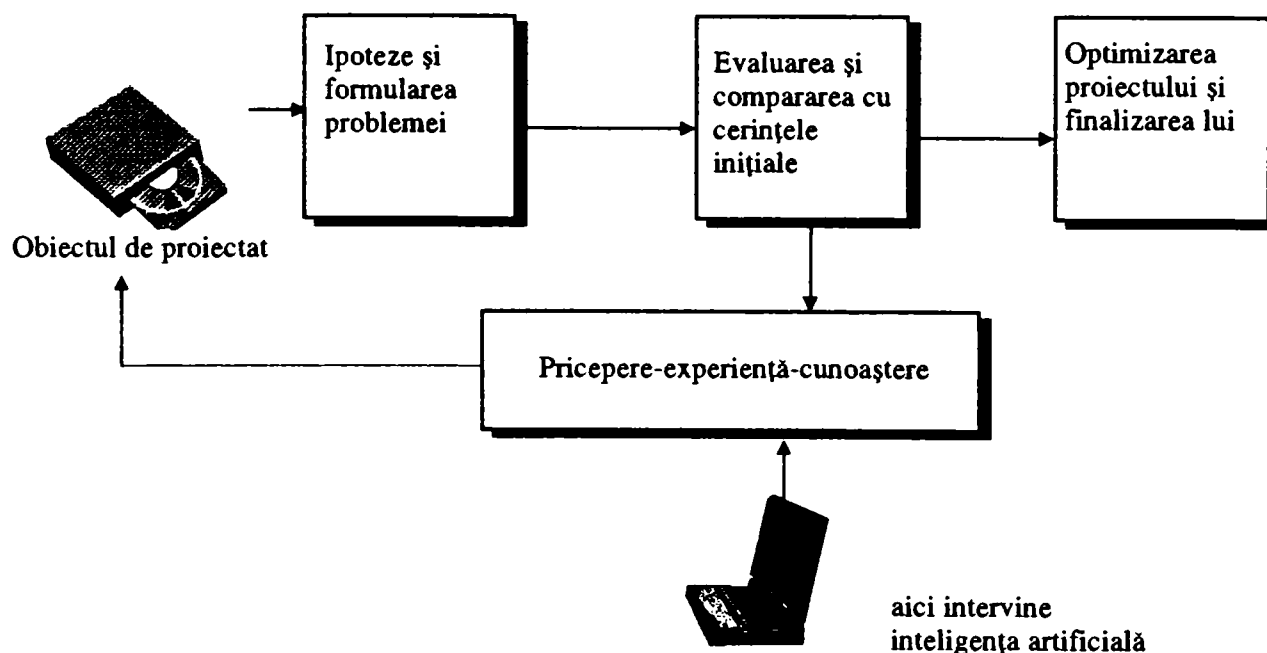 Ipoteze şi
formularea
problemei
Evaluarea şi
compararea cu
cerinţele
iniţiale
Optimizarea
proiectului şi
finalizarea lui
Obiectul de proiectat
Pricepere-experienţă-cunoaştere
aici intervine
inteligenţa artificială